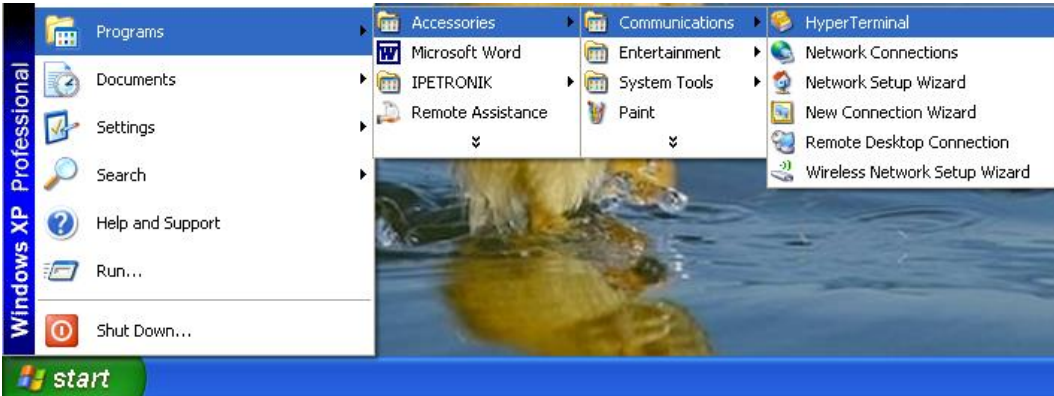 Windows XP Professional
Programs
Documents
Settings
Search
Help and Support
Run...
Shut Down...
start
Accessories
Microsoft Word
IPETRONIK
Remote Assistance
Communications
Entertainment
System Tools
Paint
HyperTerminal
Network Connections
Network Setup Wizard
New Connection Wizard
Remote Desktop Connection
Wireless Network Setup Wizard